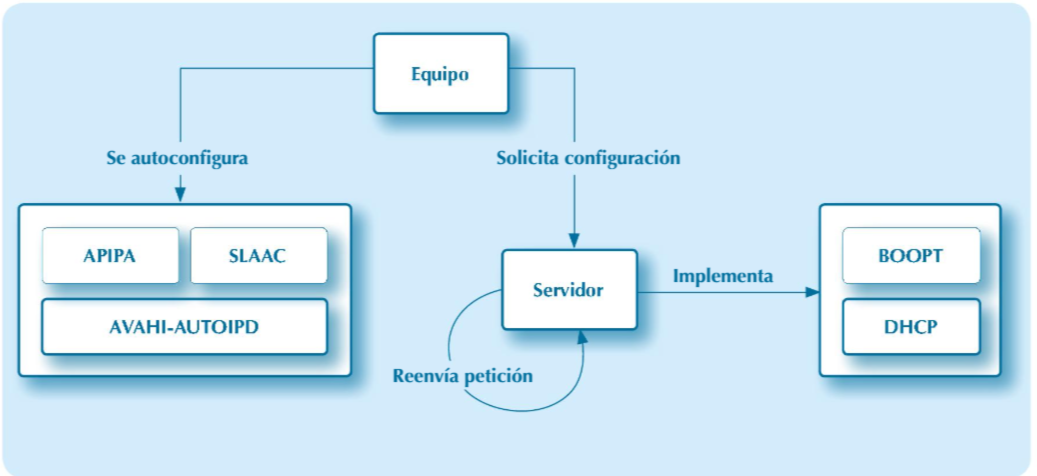 Equipo
Se autoconfigura
Solicita configuración
APIPA
SLAAC
AVAHI-AUTOIPD
Servidor
Implementa
BOOPT
DHCP
Reenvía petición